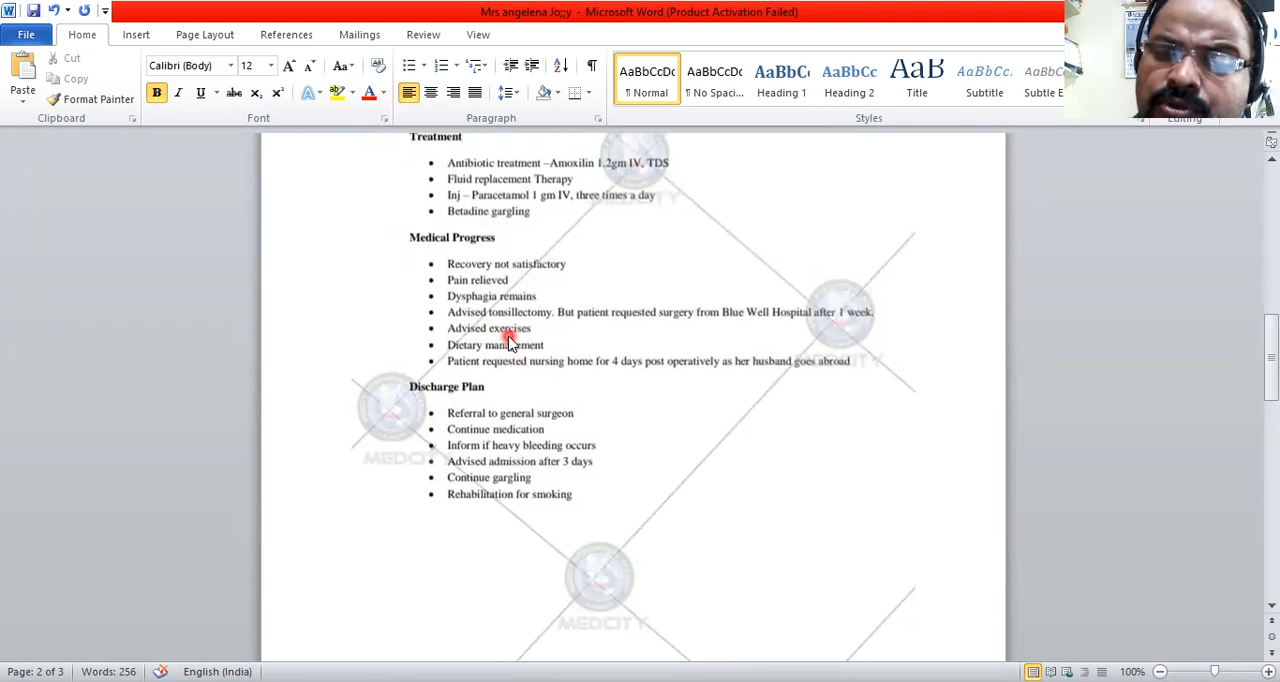 Mrs angelena Jo;;y - Microsoft Word (Product Activation Failed)
File Home Insert Page Layout References Mailings Review View
Cut
Copy
Format Painter
Paste
Calibri (Body) 12
AaBbCcDc AaBbCcDc AaBbC AaBbCc AaB AaBbCc. AaBbCc
¶ Normal ¶ No Spaci... Heading 1 Heading 2 Title Subtitle Subtle E
Clipboard Font Paragraph Styles Editing
Treatment
• Antibiotic treatment –Amoxilin 1.2gm IV, TDS
• Fluid replacement Therapy
• Inj – Paracetamol 1 gm IV, three times a day
• Betadine gargling
Medical Progress
• Recovery not satisfactory
• Pain relieved
• Dysphagia remains
• Advised tonsillectomy. But patient requested surgery from Blue Well Hospital after 1 week.
• Advised exercises
• Dietary management
• Patient requested nursing home for 4 days post operatively as her husband goes abroad
Discharge Plan
• Referral to general surgeon
• Continue medication
• Inform if heavy bleeding occurs
• Advised admission after 3 days
• Continue gargling
• Rehabilitation for smoking
MEDCITY
MEDCITY
MEDCITY
MEDCITY
Page: 2 of 3 Words: 256 English (India) 100%